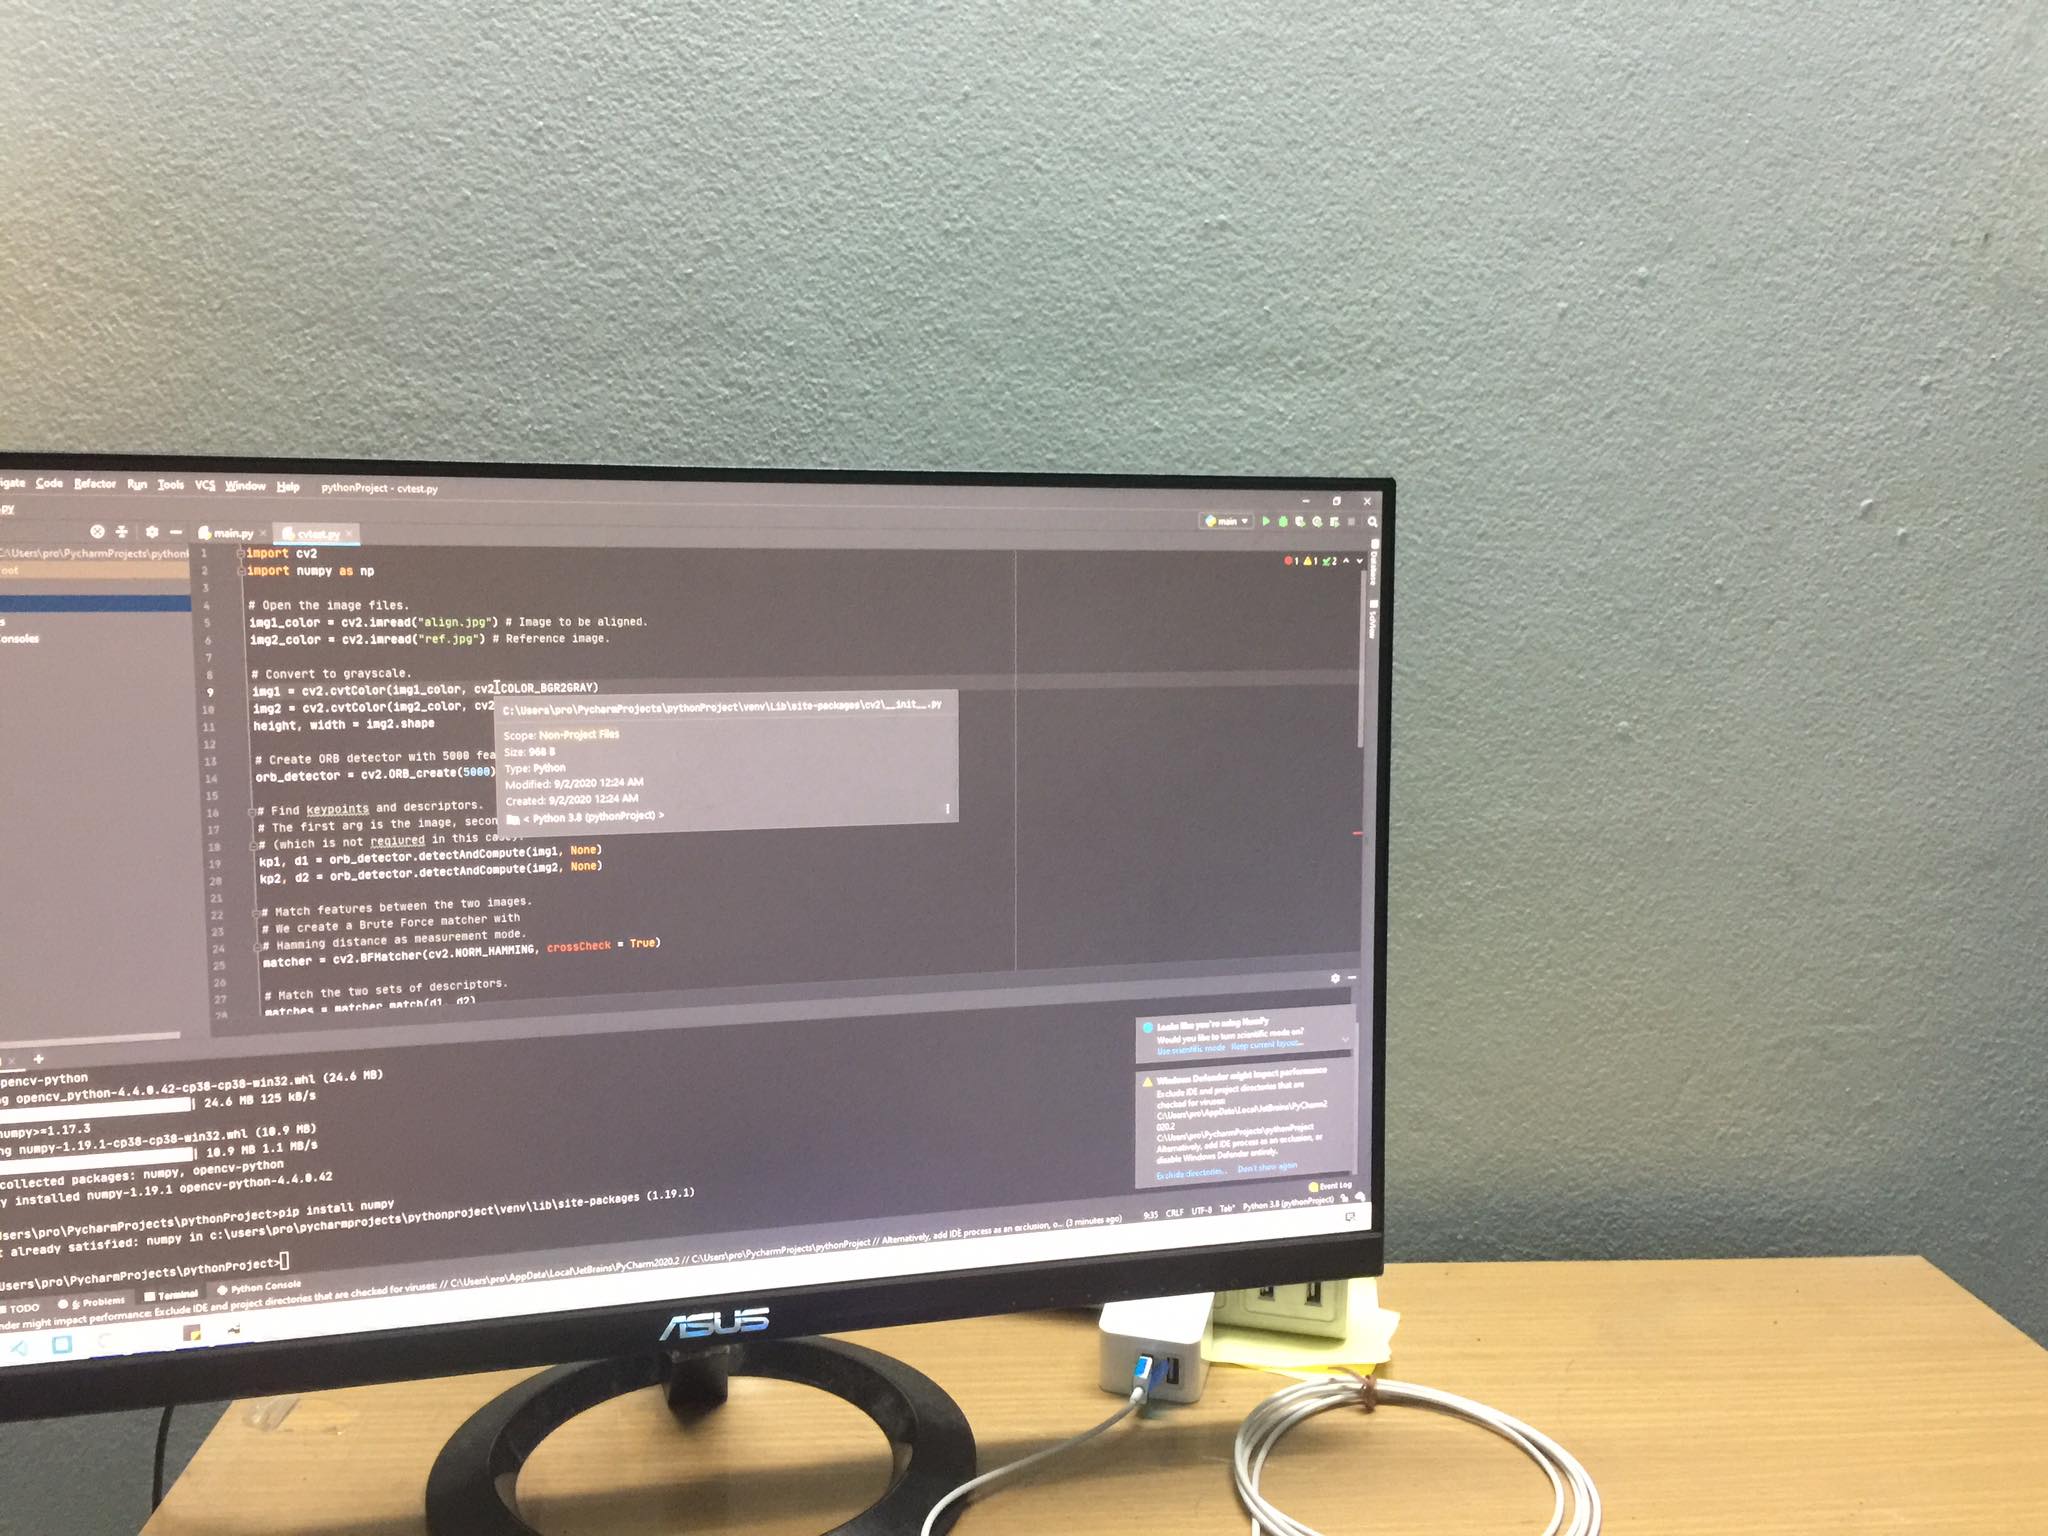 igate Code Refactor Run Tools VCS Window Help pythonProject - cvtest.py
.py
main.py cvtest.py main
C:\Users\pro\PycharmProjects\python
oot
onsoles
1 import cv2
2 import numpy as np
3
4 # Open the image files.
5 img1_color = cv2.imread("align.jpg") # Image to be aligned.
6 img2_color = cv2.imread("ref.jpg") # Reference image.
7
8 # Convert to grayscale.
9 img1 = cv2.cvtColor(img1_color, cv2.COLOR_BGR2GRAY)
10 img2 = cv2.cvtColor(img2_color, cv2
11 height, width = img2.shape
12
13 # Create ORB detector with 5000 fea
14 orb_detector = cv2.ORB_create(5000)
15
16 # Find keypoints and descriptors.
17 # The first arg is the image, secon
18 # (which is not reqiured in this case).
19 kp1, d1 = orb_detector.detectAndCompute(img1, None)
20 kp2, d2 = orb_detector.detectAndCompute(img2, None)
21
22 # Match features between the two images.
23 # We create a Brute Force matcher with
24 # Hamming distance as measurement mode.
25 matcher = cv2.BFMatcher(cv2.NORM_HAMMING, crossCheck = True)
26
27 # Match the two sets of descriptors.
28 matches = matcher.match(d1, d2)
C:\Users\pro\PycharmProjects\pythonProject\venv\Lib\site-packages\cv2\__init__.py
Scope: Non-Project Files
Size: 968 B
Type: Python
Modified: 9/2/2020 12:24 AM
Created: 9/2/2020 12:24 AM
< Python 3.8 (pythonProject) >
1 1 2
Database
SciView
pencv-python
ng opencv_python-4.4.0.42-cp38-cp38-win32.whl (24.6 MB)
| 24.6 MB 125 kB/s
numpy>=1.17.3
ng numpy-1.19.1-cp38-cp38-win32.whl (10.9 MB)
| 10.9 MB 1.1 MB/s
collected packages: numpy, opencv-python
y installed numpy-1.19.1 opencv-python-4.4.0.42
sers\pro\PycharmProjects\pythonProject>pip install numpy
t already satisfied: numpy in c:\users\pro\pycharmprojects\pythonproject\venv\lib\site-packages (1.19.1)
Users\pro\PycharmProjects\pythonProject>
Looks like you're using NumPy
Would you like to turn scientific mode on?
Use scientific mode Keep current layout...
Windows Defender might impact performance
Exclude IDE and project directories that are
checked for viruses:
C:\Users\pro\AppData\Local\JetBrains\PyCharm2
020.2
C:\Users\pro\PycharmProjects\pythonProject
Alternatively, add IDE process as an exclusion, or
disable Windows Defender entirely.
Exclude directories... Don't show again
TODO 6: Problems Terminal Python Console Event Log
nder might impact performance: Exclude IDE and project directories that are checked for viruses: // C:\Users\pro\AppData\Local\JetBrains\PyCharm2020.2 // C:\Users\pro\PycharmProjects\pythonProject // Alternatively, add IDE process as an exclusion, o... (3 minutes ago) 9:35 CRLF UTF-8 Tab* Python 3.8 (pythonProject)
ASUS